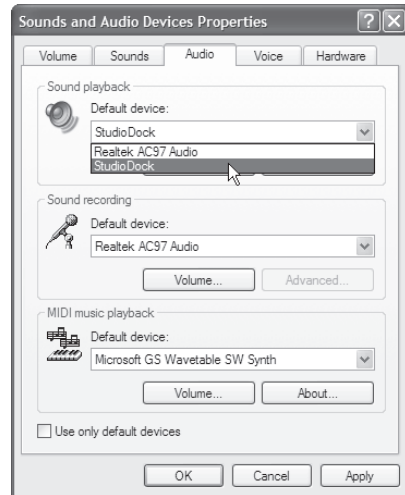 Sounds and Audio Devices Properties
Volume Sounds Audio Voice Hardware
Sound playback
Default device:
StudioDock
Realtek AC97 Audio
StudioDock
Sound recording
Default device:
Realtek AC97 Audio
Volume... Advanced...
MIDI music playback
Default device:
Microsoft GS Wavetable SW Synth
Volume... About...
Use only default devices
OK Cancel Apply